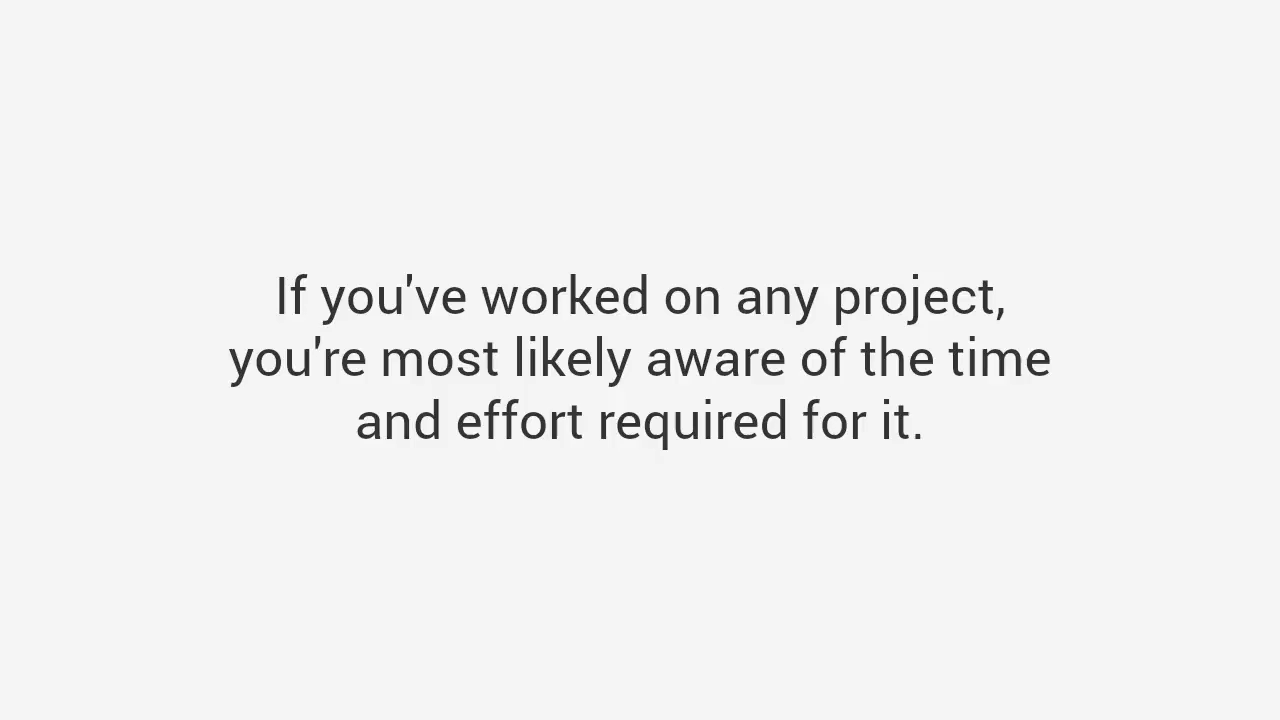 If you've worked on any project,
you're most likely aware of the time
and effort required for it.